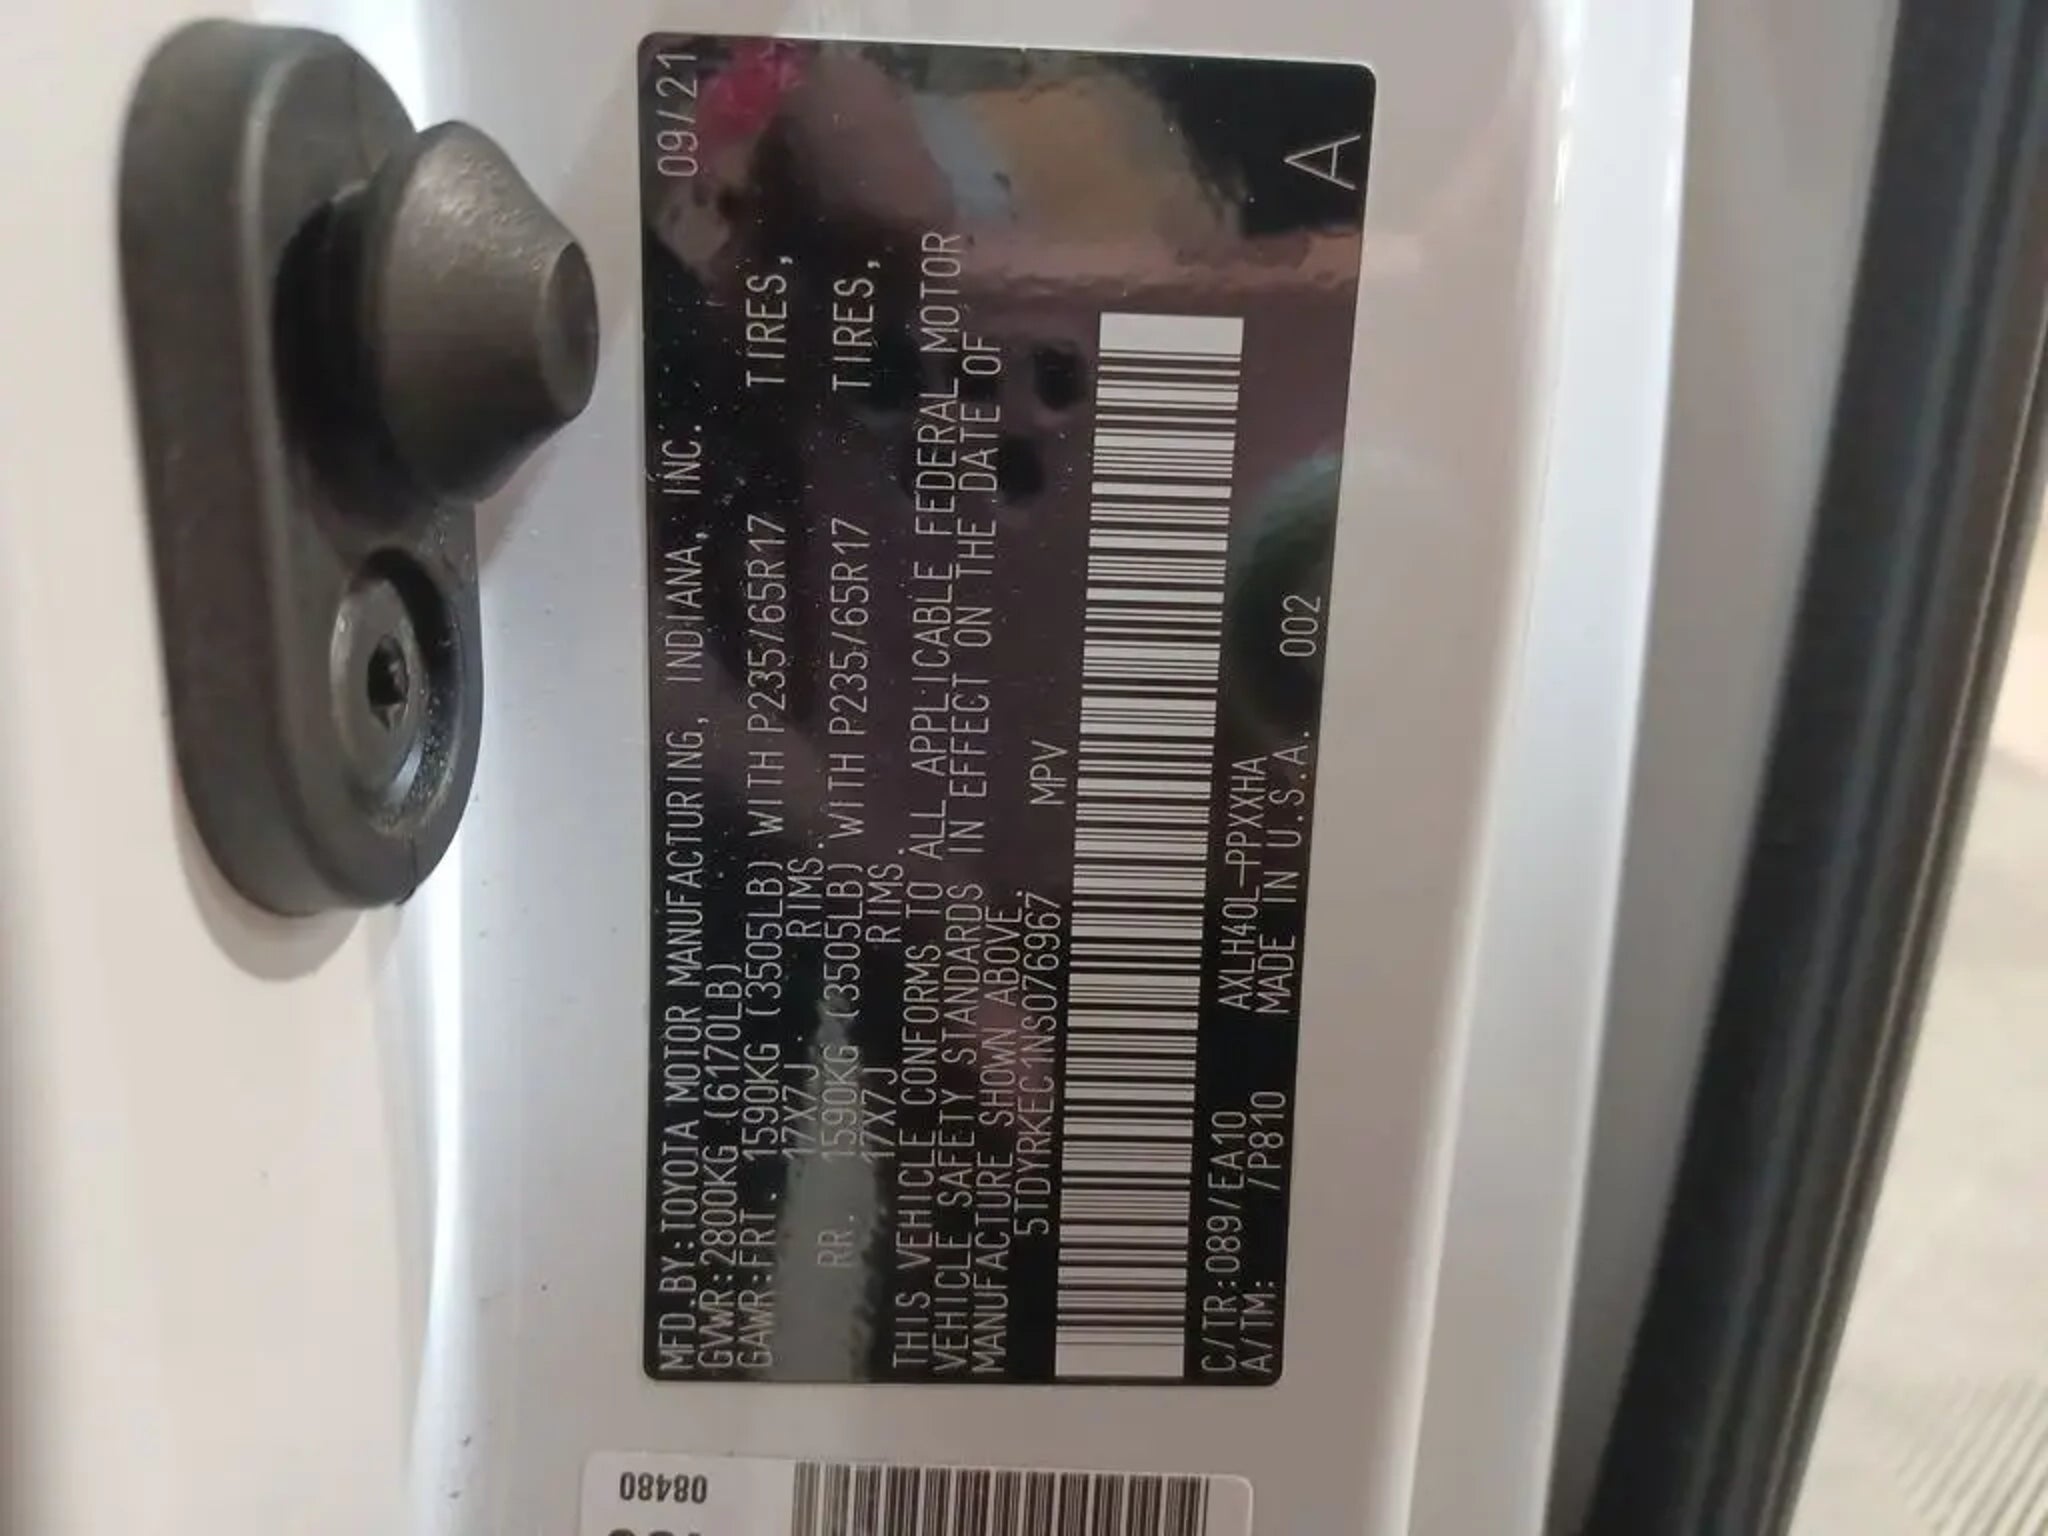 MFD.BY:TOYOTA MOTOR MANUFACTURING, INDIANA, INC. 09/21
GVWR:2800KG (6170LB)
GAWR:FRT. 1590KG (3505LB) WITH P235/65R17 TIRES,
17X7J RIMS.
RR. 1590KG (3505LB) WITH P235/65R17 TIRES,
17X7J RIMS.
THIS VEHICLE CONFORMS TO ALL APPLICABLE FEDERAL MOTOR
VEHICLE SAFETY STANDARDS IN EFFECT ON THE DATE OF
MANUFACTURE SHOWN ABOVE.
5TDYRKEC1NS076967 MPV
C/TR:089/EA10 AXLH40L-PPXXHA
A/TM: /P810 MADE IN U.S.A. 002 A
08480